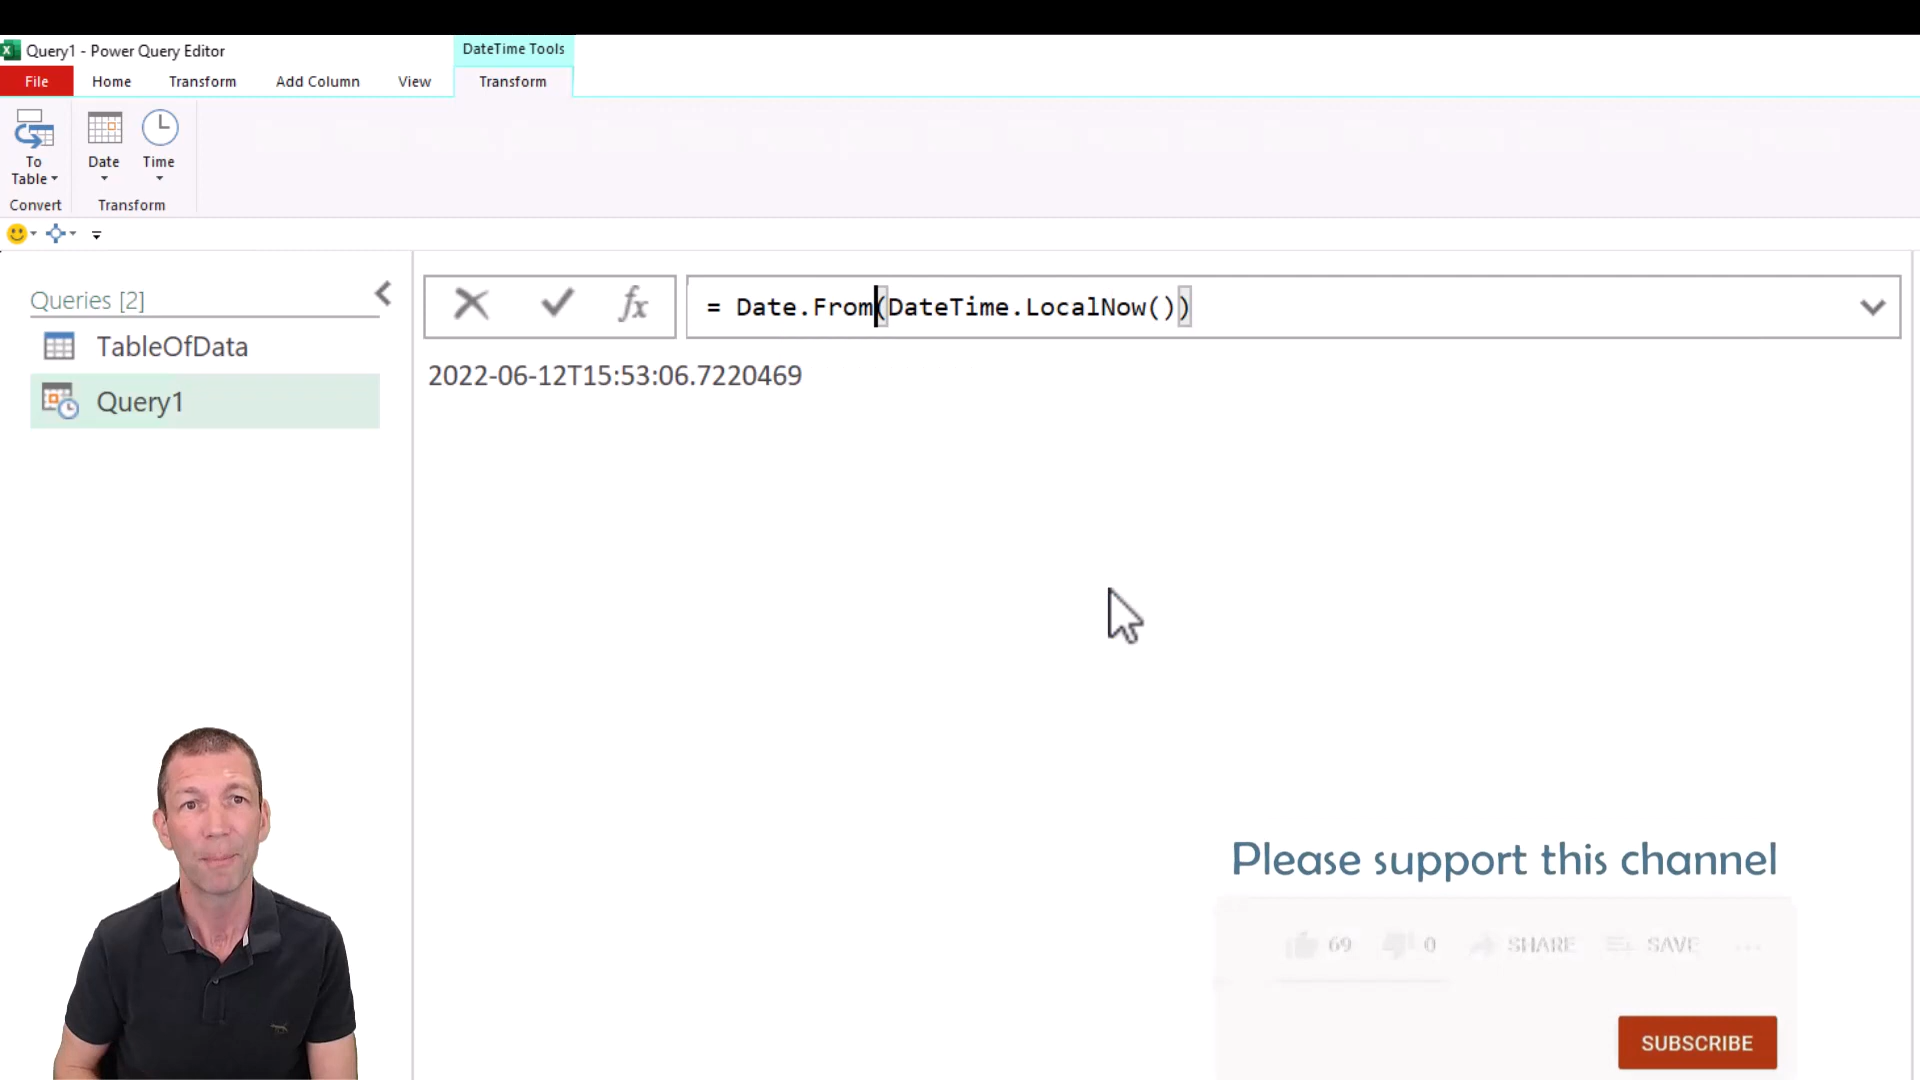 Query1 - Power Query Editor
DateTime Tools
File
Home
Transform
Add Column
View
Transform
To
Table
Date
Time
Convert
Transform
Queries [2]
TableOfData
Query1
fx
= Date.From(DateTime.LocalNow())
2022-06-12T15:53:06.7220469
Please support this channel
69
0
SHARE
SAVE
SUBSCRIBE